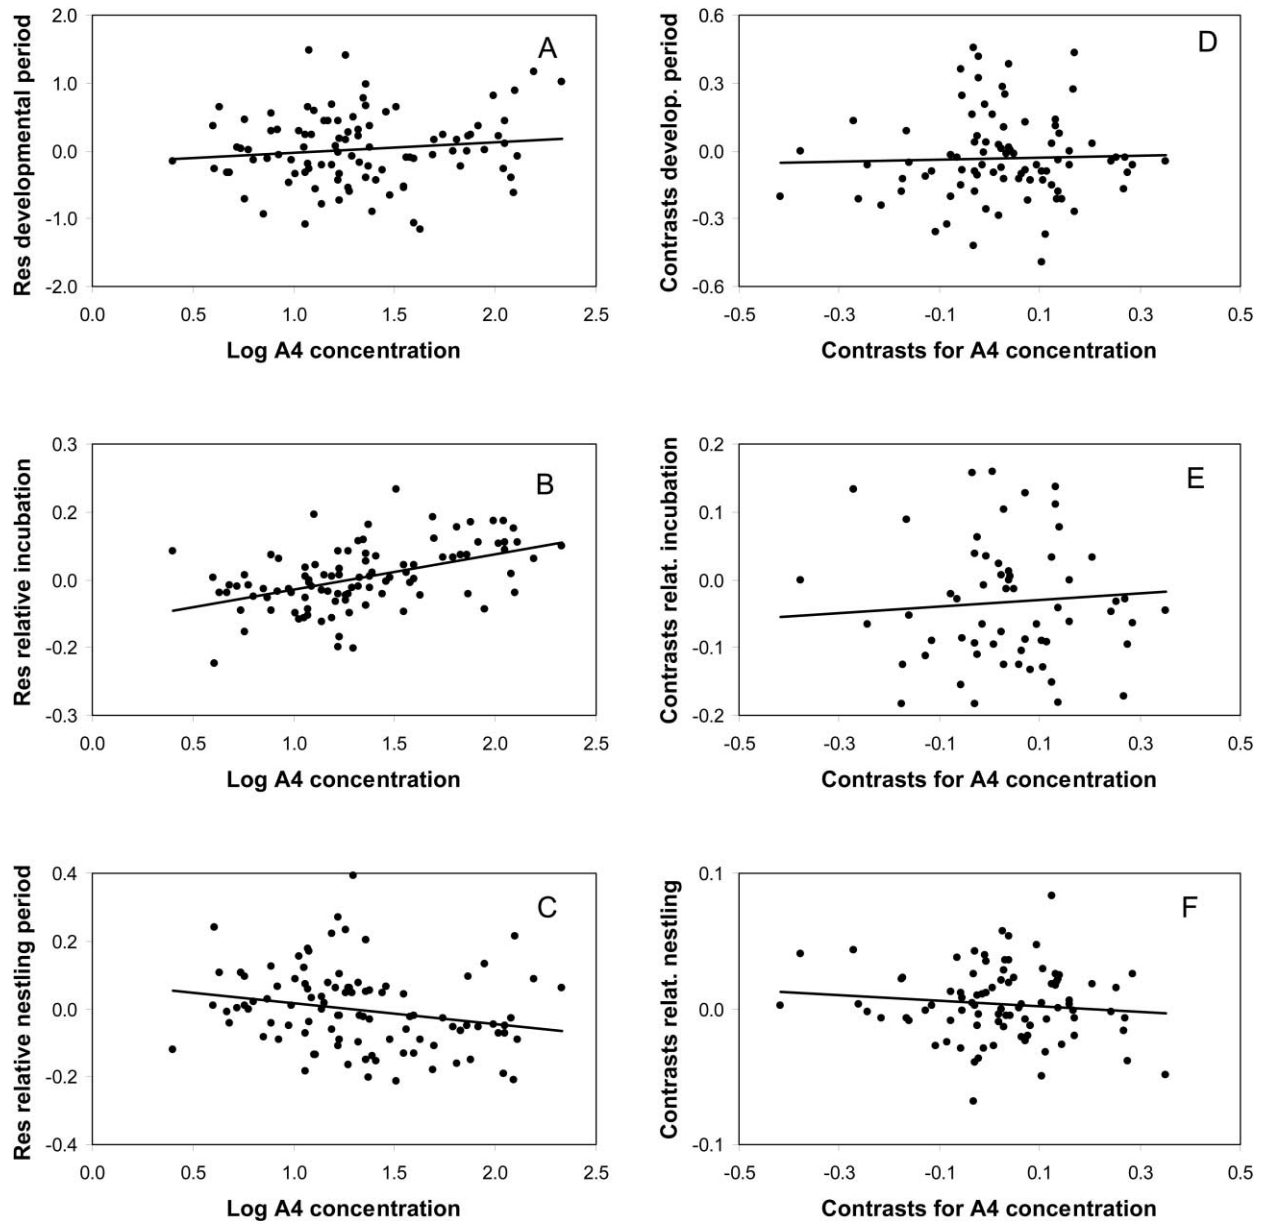 A
Res developmental period
2.0
1.0
0.0
-1.0
-2.0
0.0 0.5 1.0 1.5 2.0 2.5
Log A4 concentration
D
Contrasts develop. period
0.6
0.3
0.0
-0.3
-0.6
-0.5 -0.3 -0.1 0.1 0.3 0.5
Contrasts for A4 concentration
B
Res relative incubation
0.3
0.2
0.0
-0.2
-0.3
0.0 0.5 1.0 1.5 2.0 2.5
Log A4 concentration
E
Contrasts relat. incubation
0.2
0.1
0.0
-0.1
-0.2
-0.5 -0.3 -0.1 0.1 0.3 0.5
Contrasts for A4 concentration
C
Res relative nestling period
0.4
0.2
0.0
-0.2
-0.4
0.0 0.5 1.0 1.5 2.0 2.5
Log A4 concentration
F
Contrasts relat. nestling
0.1
0.0
-0.1
-0.5 -0.3 -0.1 0.1 0.3 0.5
Contrasts for A4 concentration